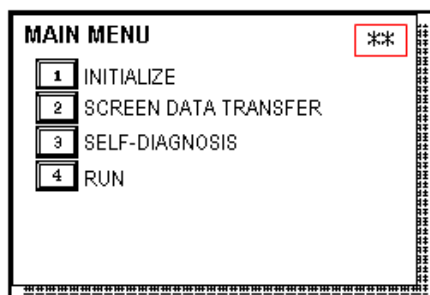 MAIN MENU **
1 INITIALIZE
2 SCREEN DATA TRANSFER
3 SELF-DIAGNOSIS
4 RUN